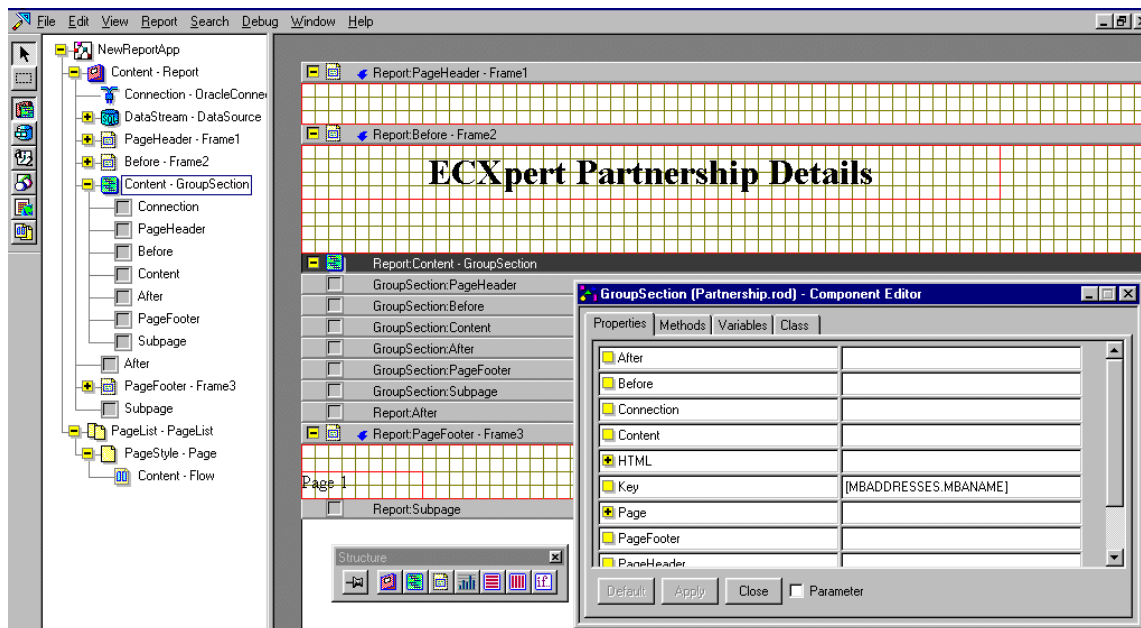 File Edit View Report Search Debug Window Help
NewReportApp
Content - Report
Connection - OracleConne
DataStream - DataSource
PageHeader - Frame1
Before - Frame2
Content - GroupSection
Connection
PageHeader
Before
Content
After
PageFooter
Subpage
After
PageFooter - Frame3
Subpage
PageList - PageList
PageStyle - Page
Content - Flow
Report:PageHeader - Frame1
Report:Before - Frame2
ECXpert Partnership Details
Report:Content - GroupSection
GroupSection:PageHeader
GroupSection:Before
GroupSection:Content
GroupSection:After
GroupSection:PageFooter
GroupSection:Subpage
Report:After
Report:PageFooter - Frame3
Page 1
Report:Subpage
Structure
if..
GroupSection (Partnership.rod) - Component Editor
Properties Methods Variables Class
After
Before
Connection
Content
HTML
Key [MBADDRESSES.MBANAME]
Page
PageFooter
PageHeader
Default Apply Close Parameter